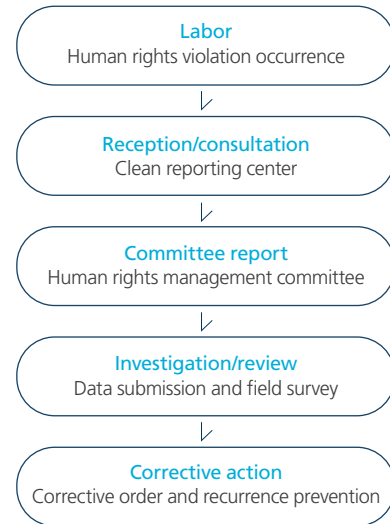 Labor
Human rights violation occurrence
Reception/consultation
Clean reporting center
Committee report
Human rights management committee
Investigation/review
Data submission and field survey
Corrective action
Corrective order and recurrence prevention